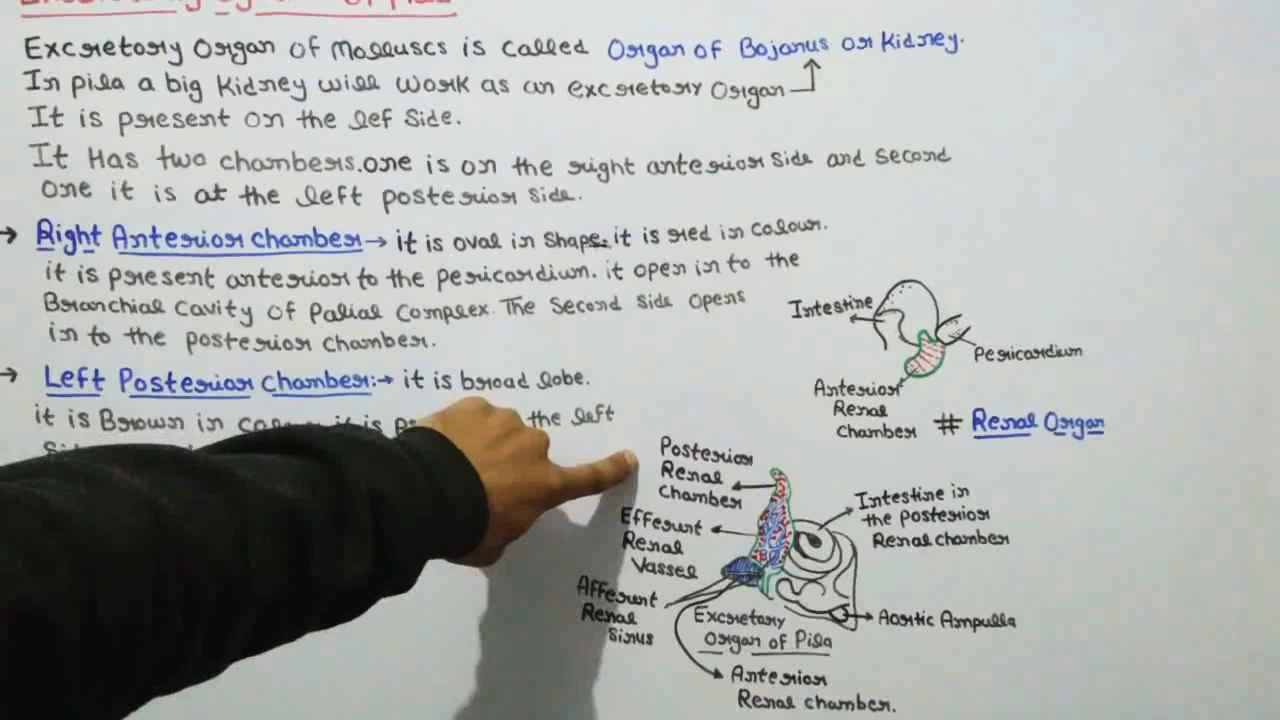 Excretory Organ of Molluscs is called Organ of Bojanus or Kidney.
In pila a big Kidney will work as an excretory Organ
It is present on the lef Side.
It Has two chambers. one is on the right anterior side and Second
one it is at the left posterior Side.
→ Right Anterior chamber → it is oval in Shape. it is red in colour.
it is present anterior to the Pericardium. it open in to the
Branchial Cavity of Palial Complex. The Second Side opens
in to the posterior chamber.
→ Left Posterior chamber:→ it is broad lobe.
it is Brown in it is the left
Intestine
Pericardium
Anterior
Renal
Chamber
# Renal Organ
Posterior
Renal
Chamber
Efferunt
Renal
Vassel
Afferunt
Renal
Sinus
Intestine in
the Posterior
Renal chamber
Aortic Ampulla
Excretory
Organ of Pila
Anterior
Renal chamber.